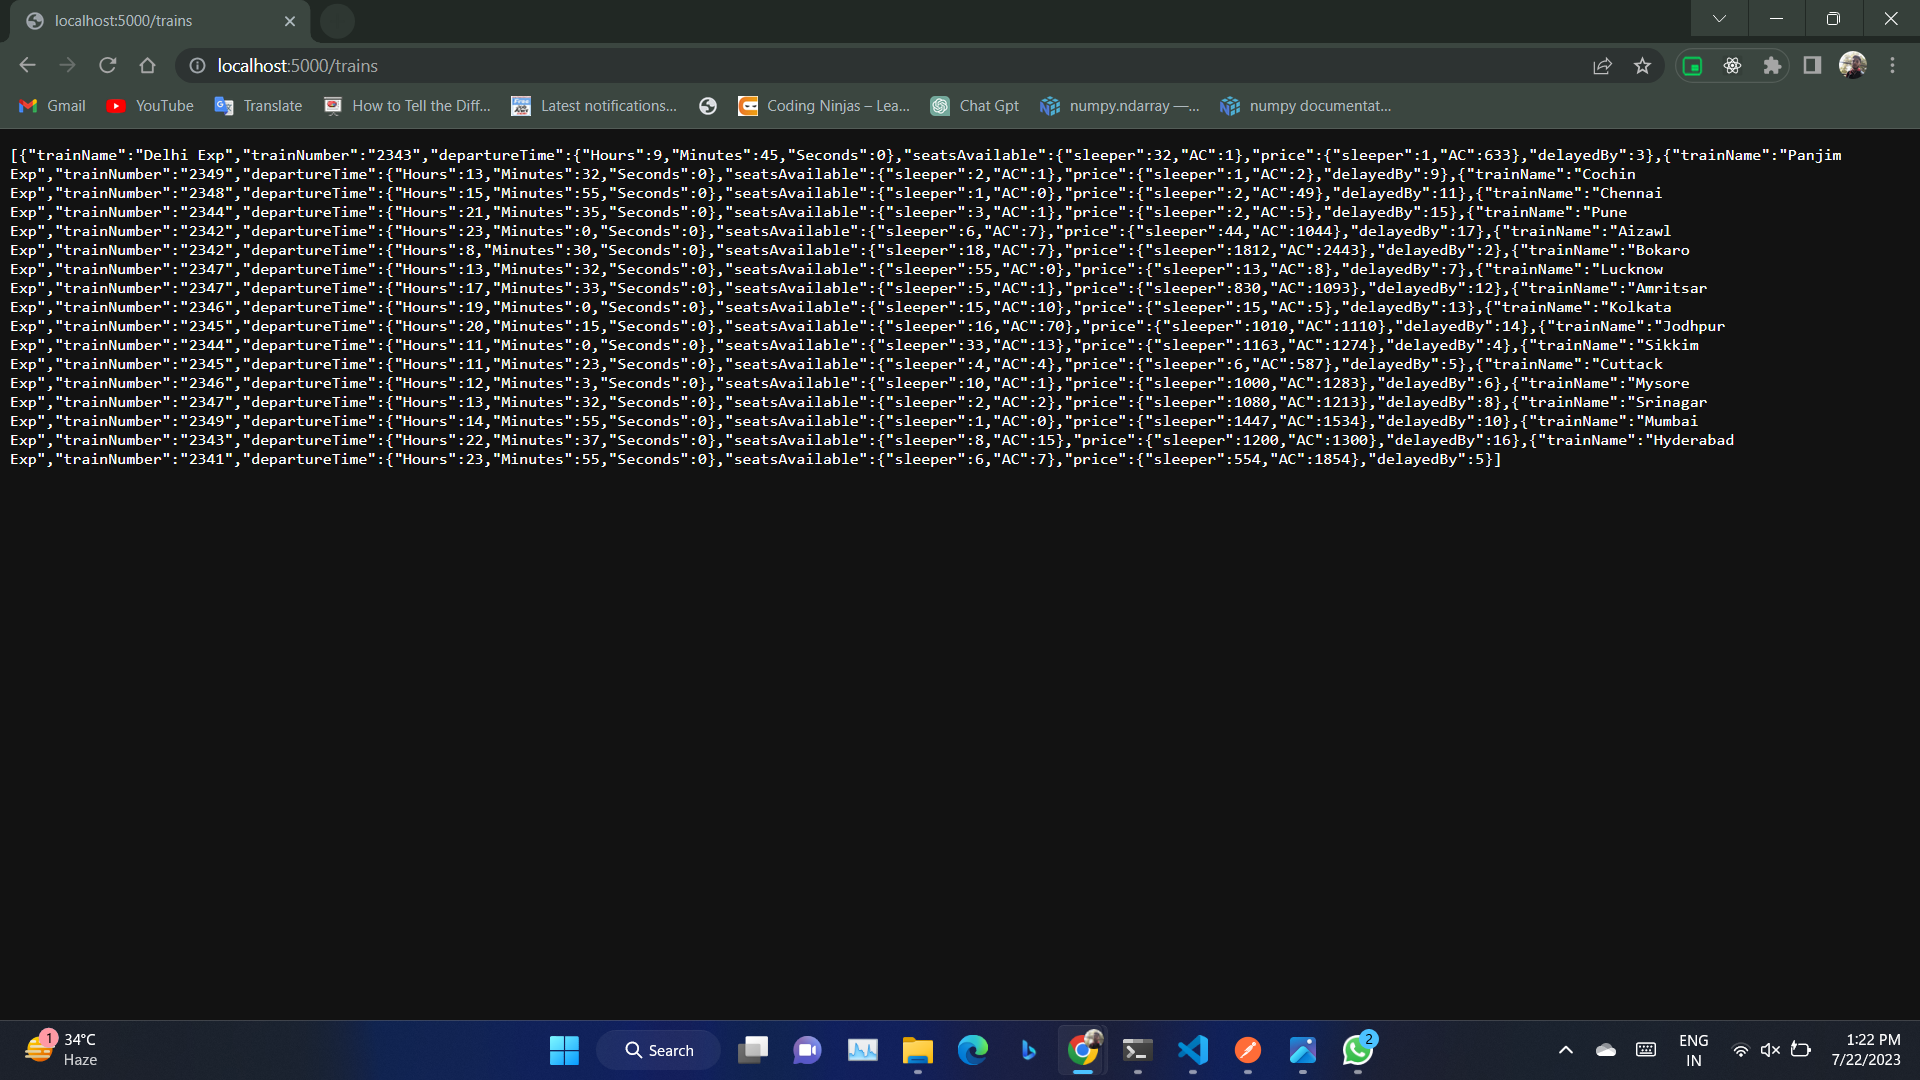 localhost:5000/trains
localhost:5000/trains
Gmail YouTube Translate How to Tell the Diff... Latest notifications... Coding Ninjas – Lea... Chat Gpt numpy.ndarray —... numpy documentat...
[{"trainName":"Delhi Exp","trainNumber":"2343","departureTime":{"Hours":9,"Minutes":45,"Seconds":0},"seatsAvailable":{"sleeper":32,"AC":1},"price":{"sleeper":1,"AC":633},"delayedBy":3},{"trainName":"Panjim
Exp","trainNumber":"2349","departureTime":{"Hours":13,"Minutes":32,"Seconds":0},"seatsAvailable":{"sleeper":2,"AC":1},"price":{"sleeper":1,"AC":2},"delayedBy":9},{"trainName":"Cochin
Exp","trainNumber":"2348","departureTime":{"Hours":15,"Minutes":55,"Seconds":0},"seatsAvailable":{"sleeper":1,"AC":0},"price":{"sleeper":2,"AC":49},"delayedBy":11},{"trainName":"Chennai
Exp","trainNumber":"2344","departureTime":{"Hours":21,"Minutes":35,"Seconds":0},"seatsAvailable":{"sleeper":3,"AC":1},"price":{"sleeper":2,"AC":5},"delayedBy":15},{"trainName":"Pune
Exp","trainNumber":"2342","departureTime":{"Hours":23,"Minutes":0,"Seconds":0},"seatsAvailable":{"sleeper":6,"AC":7},"price":{"sleeper":44,"AC":1044},"delayedBy":17},{"trainName":"Aizawl
Exp","trainNumber":"2342","departureTime":{"Hours":8,"Minutes":30,"Seconds":0},"seatsAvailable":{"sleeper":18,"AC":7},"price":{"sleeper":1812,"AC":2443},"delayedBy":2},{"trainName":"Bokaro
Exp","trainNumber":"2347","departureTime":{"Hours":13,"Minutes":32,"Seconds":0},"seatsAvailable":{"sleeper":55,"AC":0},"price":{"sleeper":13,"AC":8},"delayedBy":7},{"trainName":"Lucknow
Exp","trainNumber":"2347","departureTime":{"Hours":17,"Minutes":33,"Seconds":0},"seatsAvailable":{"sleeper":5,"AC":1},"price":{"sleeper":830,"AC":1093},"delayedBy":12},{"trainName":"Amritsar
Exp","trainNumber":"2346","departureTime":{"Hours":19,"Minutes":0,"Seconds":0},"seatsAvailable":{"sleeper":15,"AC":10},"price":{"sleeper":15,"AC":5},"delayedBy":13},{"trainName":"Kolkata
Exp","trainNumber":"2345","departureTime":{"Hours":20,"Minutes":15,"Seconds":0},"seatsAvailable":{"sleeper":16,"AC":70},"price":{"sleeper":1010,"AC":1110},"delayedBy":14},{"trainName":"Jodhpur
Exp","trainNumber":"2344","departureTime":{"Hours":11,"Minutes":0,"Seconds":0},"seatsAvailable":{"sleeper":33,"AC":13},"price":{"sleeper":1163,"AC":1274},"delayedBy":4},{"trainName":"Sikkim
Exp","trainNumber":"2345","departureTime":{"Hours":11,"Minutes":23,"Seconds":0},"seatsAvailable":{"sleeper":4,"AC":4},"price":{"sleeper":6,"AC":587},"delayedBy":5},{"trainName":"Cuttack
Exp","trainNumber":"2346","departureTime":{"Hours":12,"Minutes":3,"Seconds":0},"seatsAvailable":{"sleeper":10,"AC":1},"price":{"sleeper":1000,"AC":1283},"delayedBy":6},{"trainName":"Mysore
Exp","trainNumber":"2347","departureTime":{"Hours":13,"Minutes":32,"Seconds":0},"seatsAvailable":{"sleeper":2,"AC":2},"price":{"sleeper":1080,"AC":1213},"delayedBy":8},{"trainName":"Srinagar
Exp","trainNumber":"2349","departureTime":{"Hours":14,"Minutes":55,"Seconds":0},"seatsAvailable":{"sleeper":1,"AC":0},"price":{"sleeper":1447,"AC":1534},"delayedBy":10},{"trainName":"Mumbai
Exp","trainNumber":"2343","departureTime":{"Hours":22,"Minutes":37,"Seconds":0},"seatsAvailable":{"sleeper":8,"AC":15},"price":{"sleeper":1200,"AC":1300},"delayedBy":16},{"trainName":"Hyderabad
Exp","trainNumber":"2341","departureTime":{"Hours":23,"Minutes":55,"Seconds":0},"seatsAvailable":{"sleeper":6,"AC":7},"price":{"sleeper":554,"AC":1854},"delayedBy":5}]
1
34°C
Haze
Search
2
ENG
IN
1:22 PM
7/22/2023